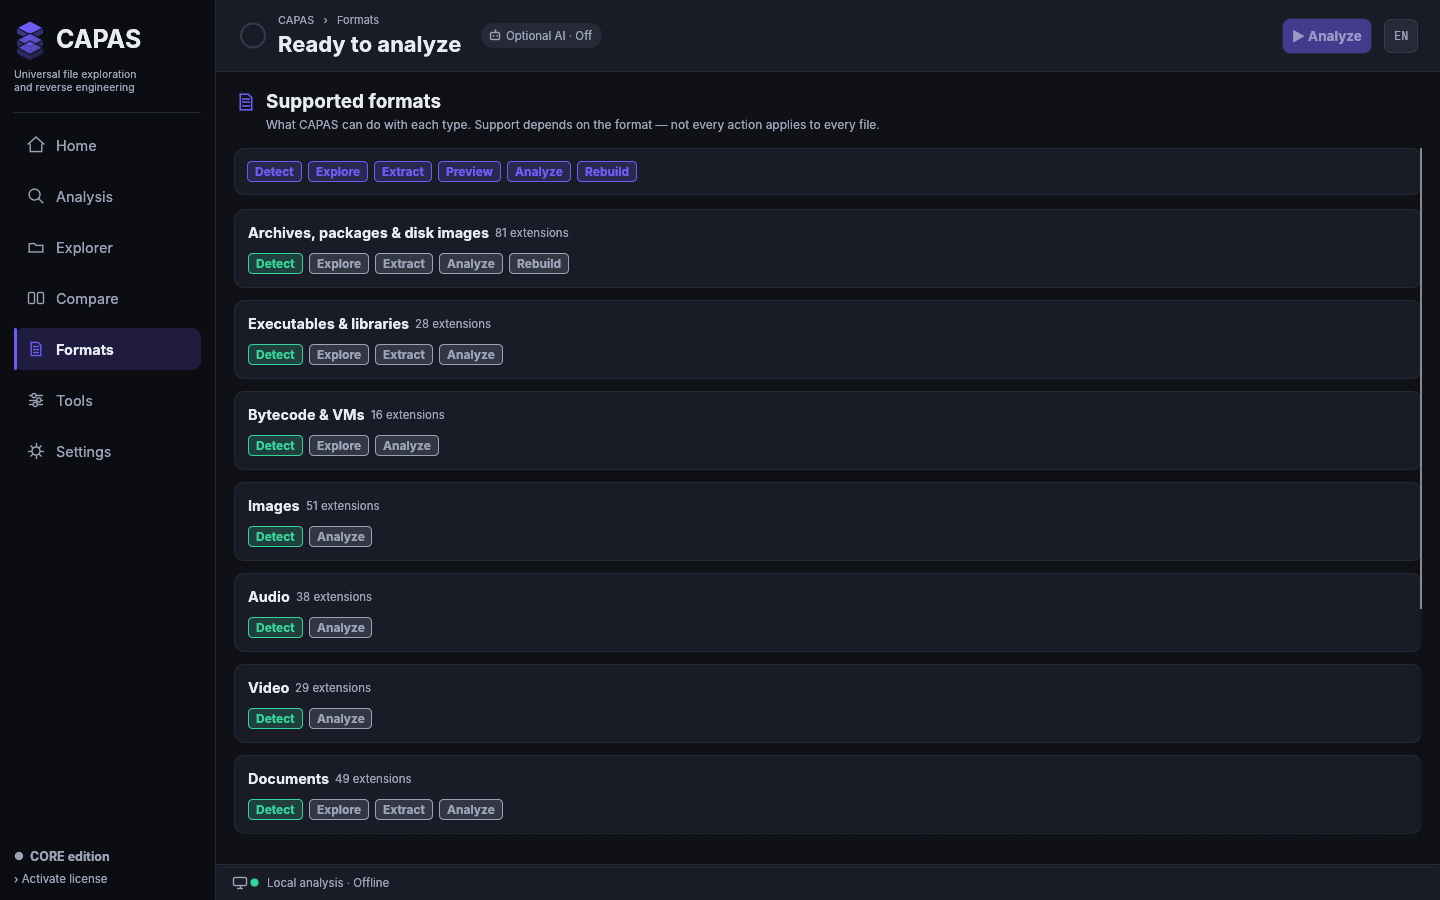 CAPAS
Universal file exploration
and reverse engineering
Home
Analysis
Explorer
Compare
Formats
Tools
Settings
CORE edition
› Activate license
CAPAS › Formats
Ready to analyze
Optional AI · Off
Analyze
EN
Supported formats
What CAPAS can do with each type. Support depends on the format — not every action applies to every file.
Detect Explore Extract Preview Analyze Rebuild
Archives, packages & disk images 81 extensions
Detect Explore Extract Analyze Rebuild
Executables & libraries 28 extensions
Detect Explore Extract Analyze
Bytecode & VMs 16 extensions
Detect Explore Analyze
Images 51 extensions
Detect Analyze
Audio 38 extensions
Detect Analyze
Video 29 extensions
Detect Analyze
Documents 49 extensions
Detect Explore Extract Analyze
Local analysis · Offline